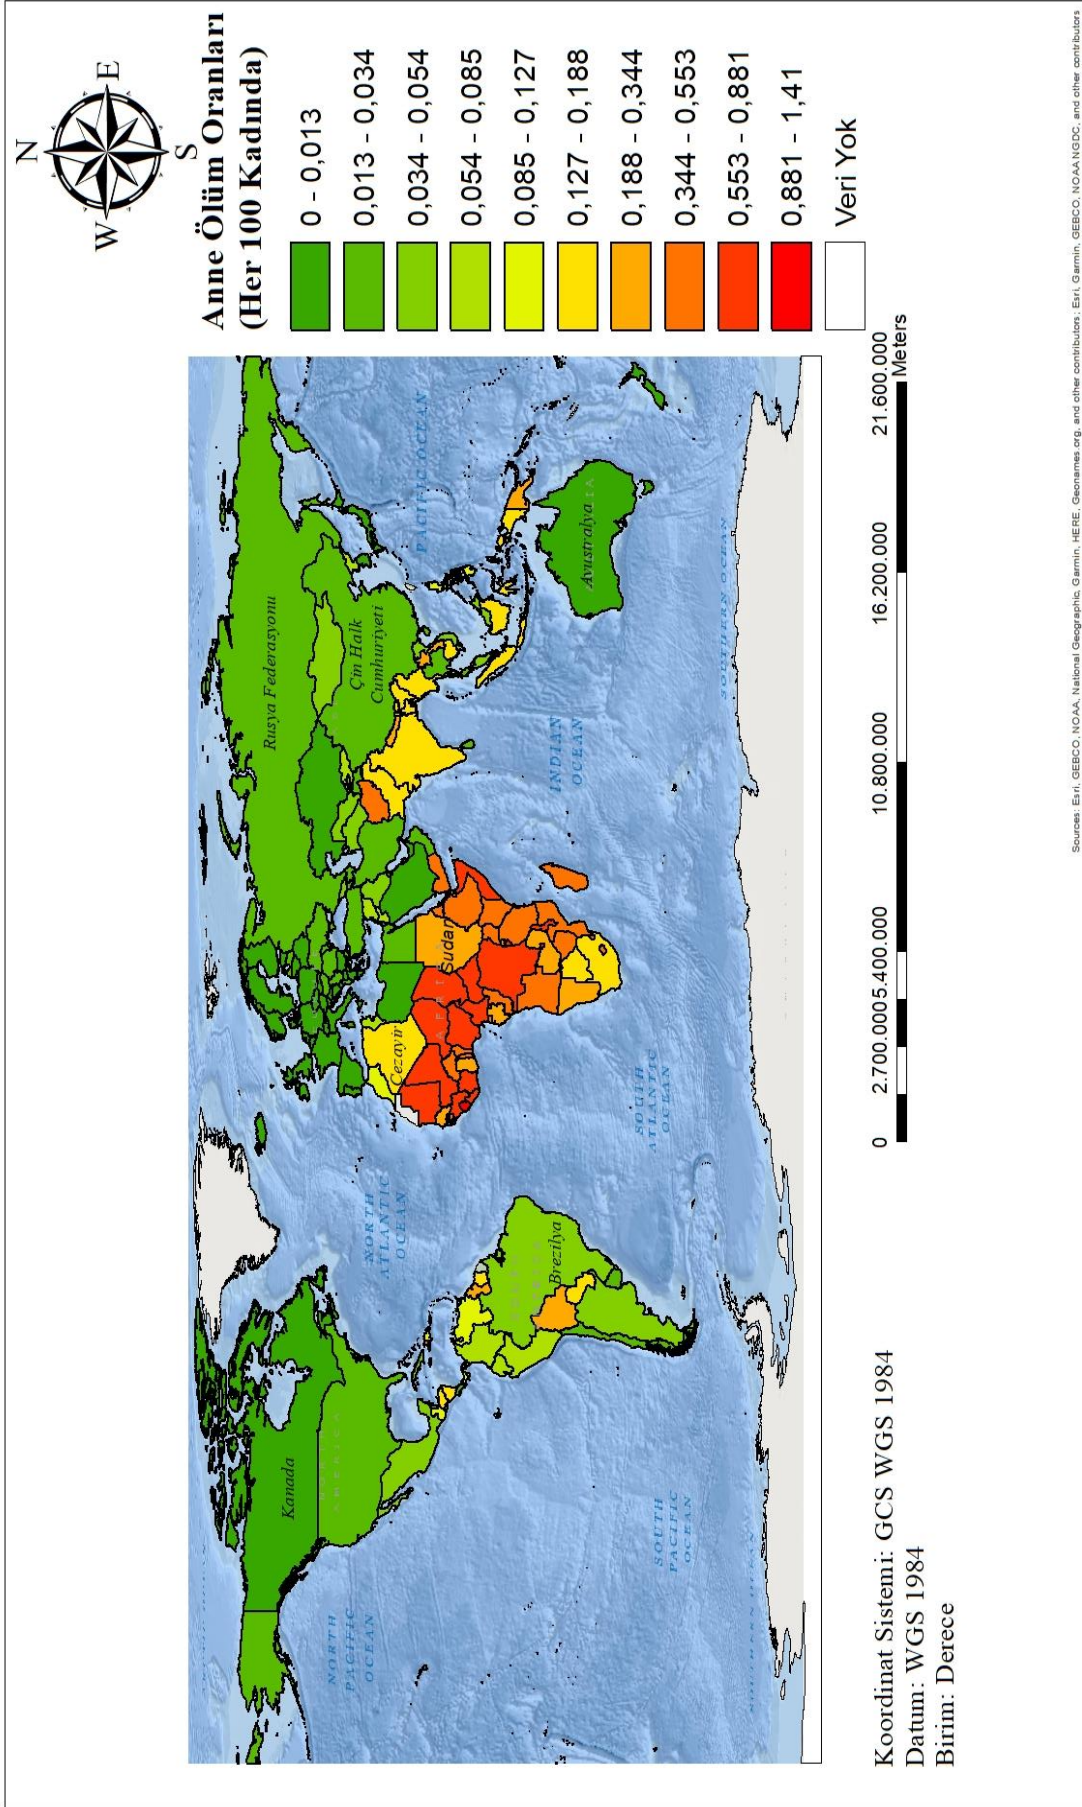 N
W
E
S
Anne Ölüm Oranları
(Her 100 Kadında)
0 - 0,013
0,013 - 0,034
0,034 - 0,054
0,054 - 0,085
0,085 - 0,127
0,127 - 0,188
0,188 - 0,344
0,344 - 0,553
0,553 - 0,881
0,881 - 1,41
Veri Yok
Rusya Federasyonu
Çin Halk
Cumhuriyeti
Kanada
NORTH
AMERICA
NORTH
PACIFIC
OCEAN
NORTH
ATLANTIC
OCEAN
PACIFIC OCEAN
Cezayir
Sudan
AFRI
Brezilya
INDIAN
OCEAN
Avustralya
SOUTH
PACIFIC
OCEAN
SOUTH
ATLANTIC
OCEAN
SOUTHERN OCEAN
0 2.700.000 5.400.000 10.800.000 16.200.000 21.600.000
Meters
Koordinat Sistemi: GCS WGS 1984
Datum: WGS 1984
Birim: Derece
Sources: Esri, GEBCO, NOAA, National Geographic, Garmin, HERE, Geonames.org, and other contributors; Esri, Garmin, GEBCO, NOAA NGDC, and other contributors